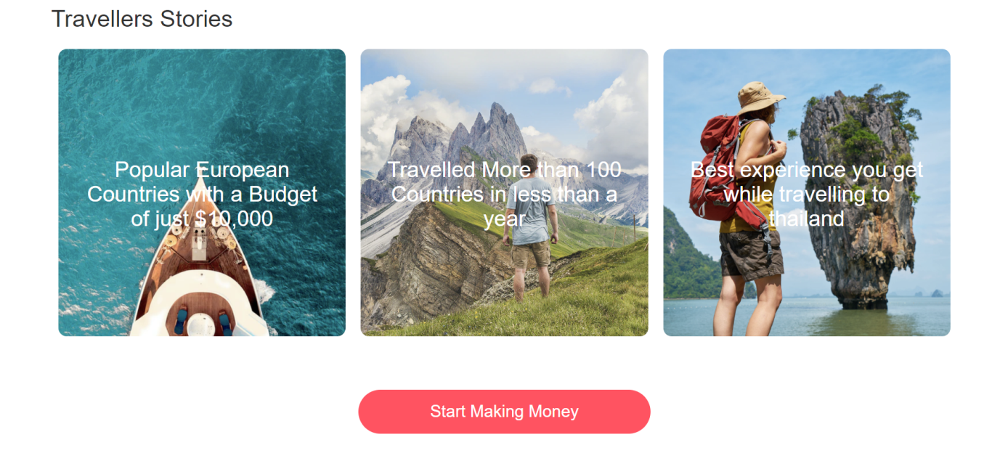 Travellers Stories
Popular European
Countries with a Budget
of just $10,000
Travelled More than 100
Countries in less than a
year
Best experience you get
while travelling to
thailand
Start Making Money